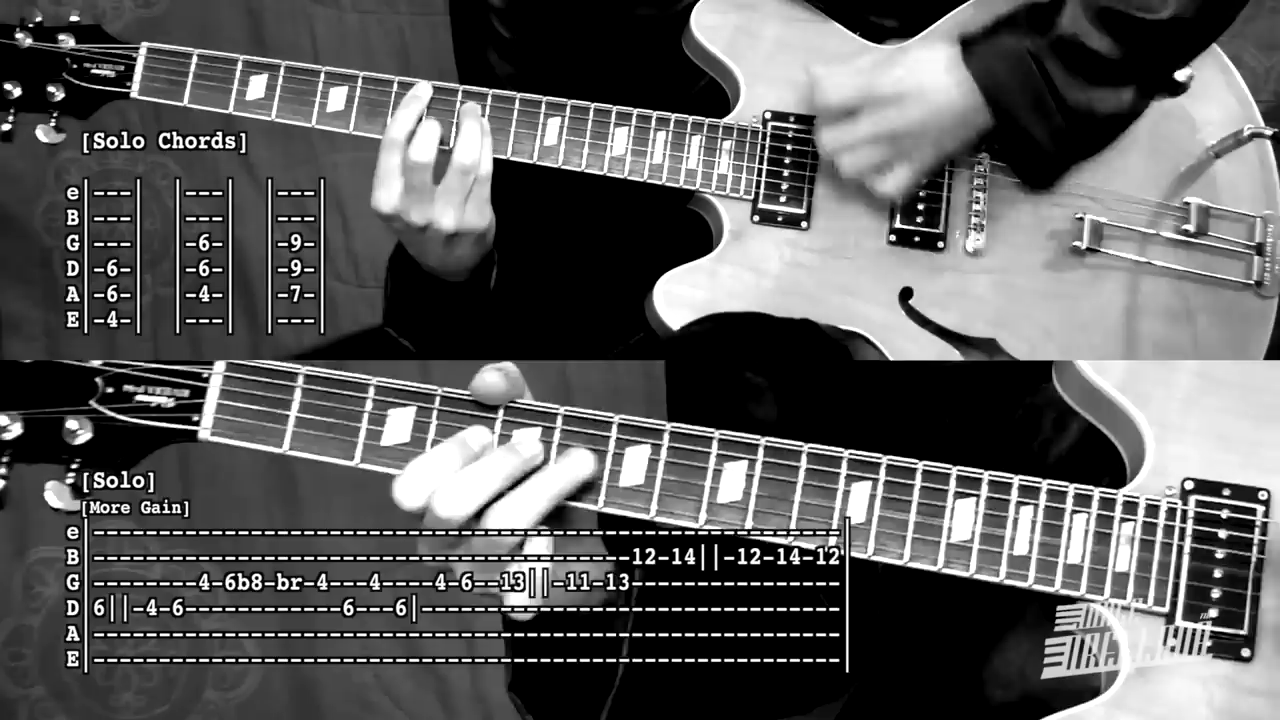 [Solo Chords]
e|---| |---| |---|
B|---| |---| |---|
G|---| |-6-| |-9-|
D|-6-| |-6-| |-9-|
A|-6-| |-4-| |-7-|
E|-4-| |---| |---|
[Solo]
[More Gain]
e|----------------------------------------------------------|
B|------------------------------------------12-14||-12-14-12|
G|--------4-6b8-br-4---4----4-6--13||-11-13-----------------|
D|6||-4-6------------6---6|---------------------------------|
A|----------------------------------------------------------|
E|----------------------------------------------------------|